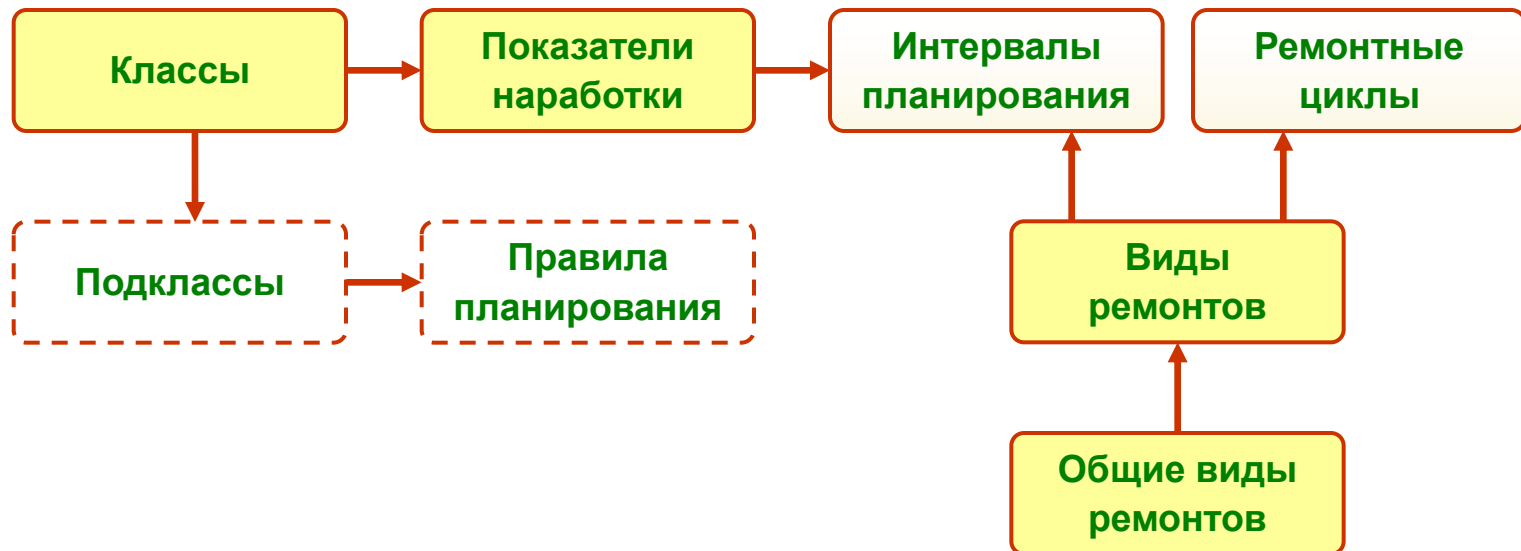 Классы
Показатели
наработки
Интервалы
планирования
Ремонтные
циклы
Подклассы
Правила
планирования
Виды
ремонтов
Общие виды
ремонтов